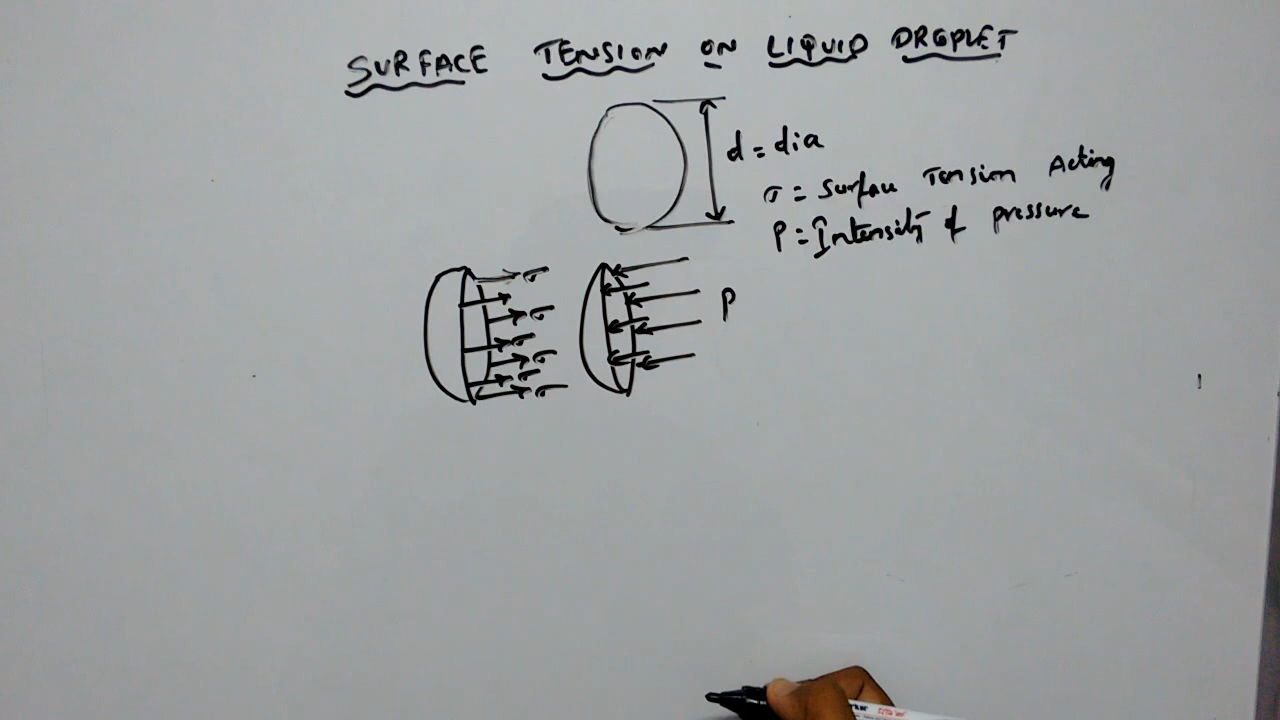 SURFACE TENSION ON LIQUID DROPLET
d = dia
σ = Surface Tension Acting
P = Intensity of pressure
σ
σ
σ
σ
σ
σ
P